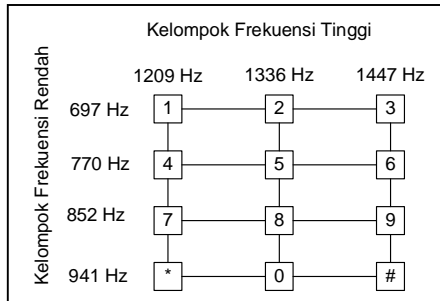 Kelompok Frekuensi Tinggi
1209 Hz 1336 Hz 1447 Hz
Kelompok Frekuensi Rendah
697 Hz 1 2 3
770 Hz 4 5 6
852 Hz 7 8 9
941 Hz * 0 #